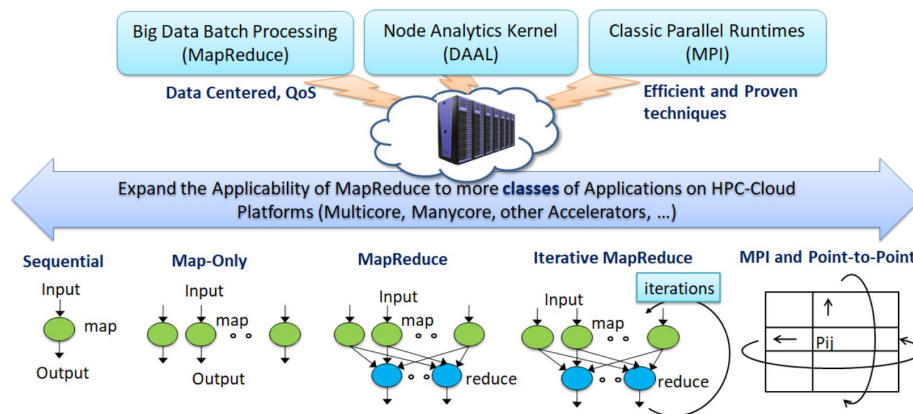 Big Data Batch Processing
(MapReduce)
Node Analytics Kernel
(DAAL)
Classic Parallel Runtimes
(MPI)
Data Centered, QoS
Efficient and Proven
techniques
Expand the Applicability of MapReduce to more classes of Applications on HPC-Cloud
Platforms (Multicore, Manycore, other Accelerators, ...)
Sequential
Input
map
Output
Map-Only
Input
map
Output
MapReduce
Input
map
reduce
Iterative MapReduce
iterations
Input
map
reduce
MPI and Point-to-Point
Pij